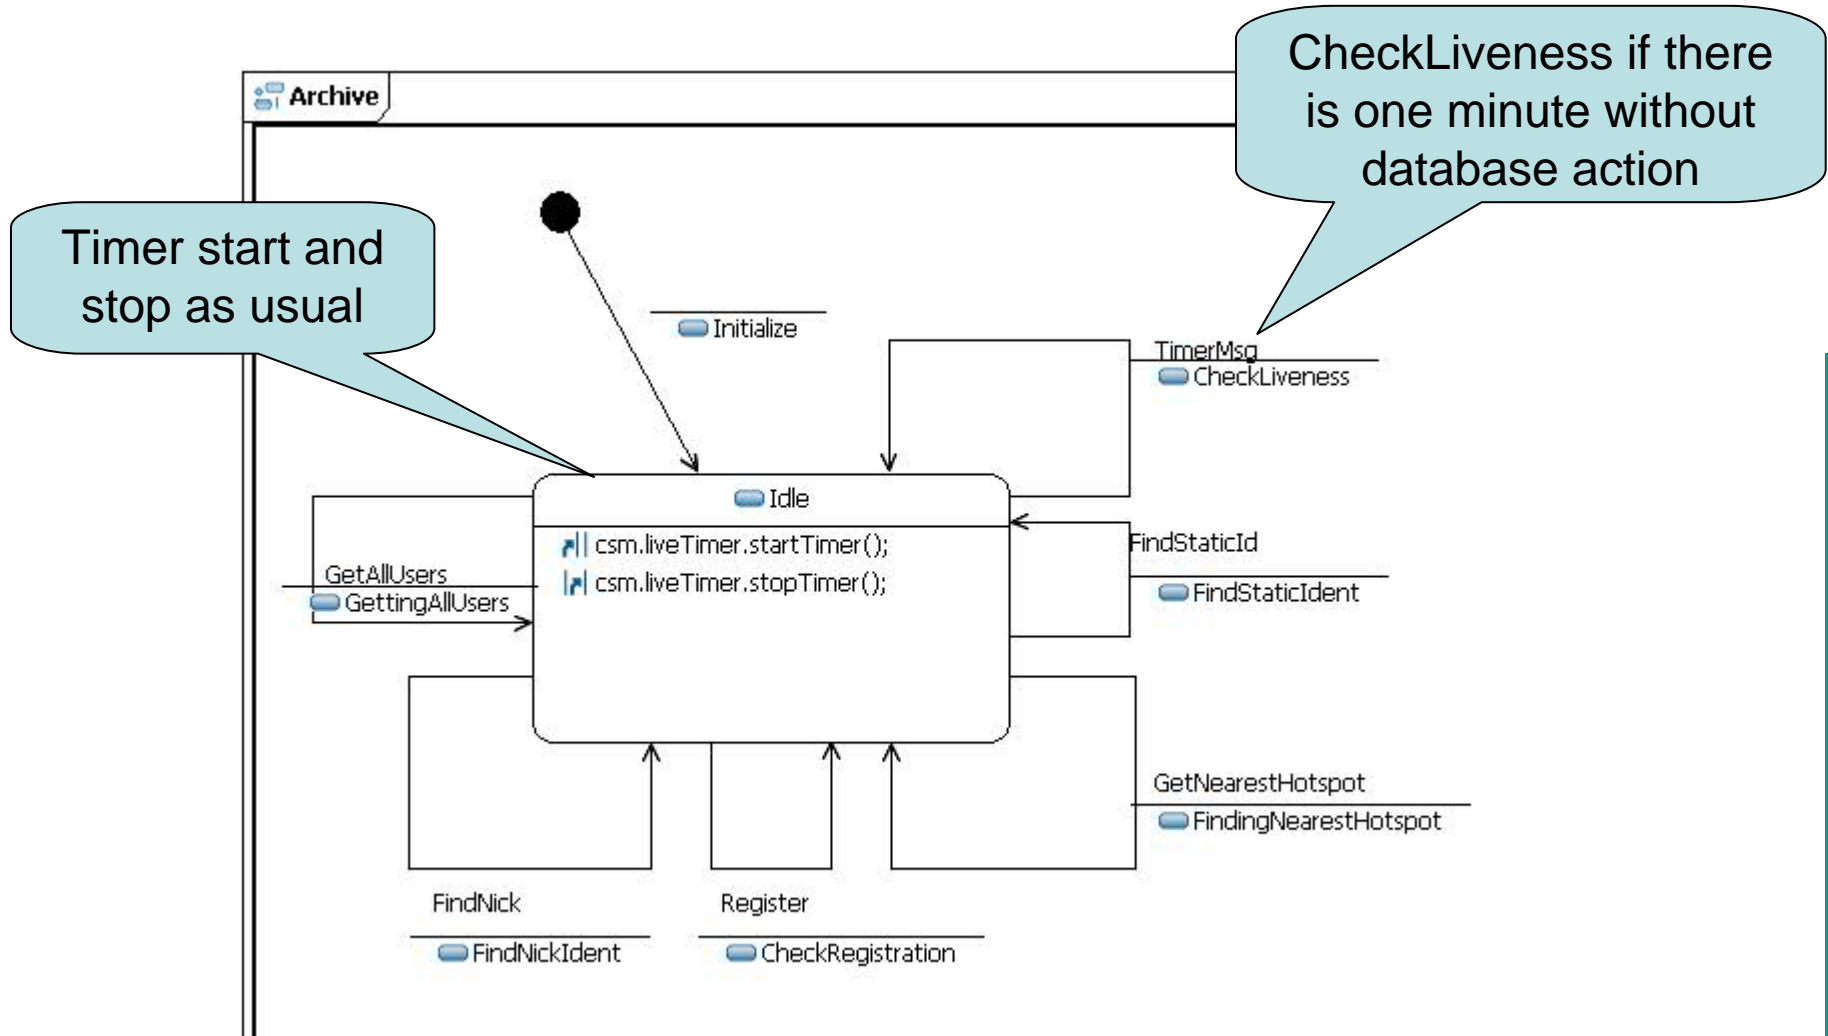 CheckLiveness if there
is one minute without
database action
Archive
Timer start and
stop as usual
Initialize
TimerMsg
CheckLiveness
Idle
csm.liveTimer.startTimer();
csm.liveTimer.stopTimer();
FindStaticId
FindStaticIdent
GetAllUsers
GettingAllUsers
GetNearestHotspot
FindingNearestHotspot
FindNick
FindNickIdent
Register
CheckRegistration